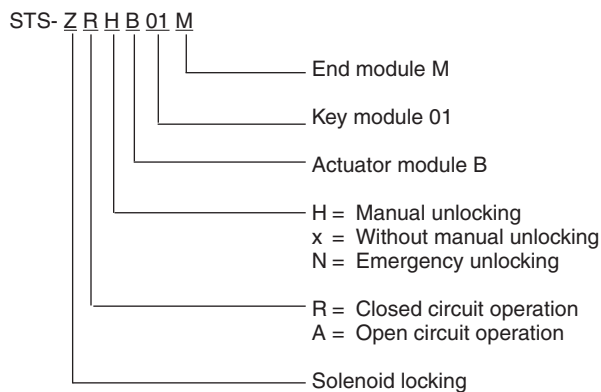 STS- Z R H B 01 M
End module M
Key module 01
Actuator module B
H = Manual unlocking
x = Without manual unlocking
N = Emergency unlocking
R = Closed circuit operation
A = Open circuit operation
Solenoid locking